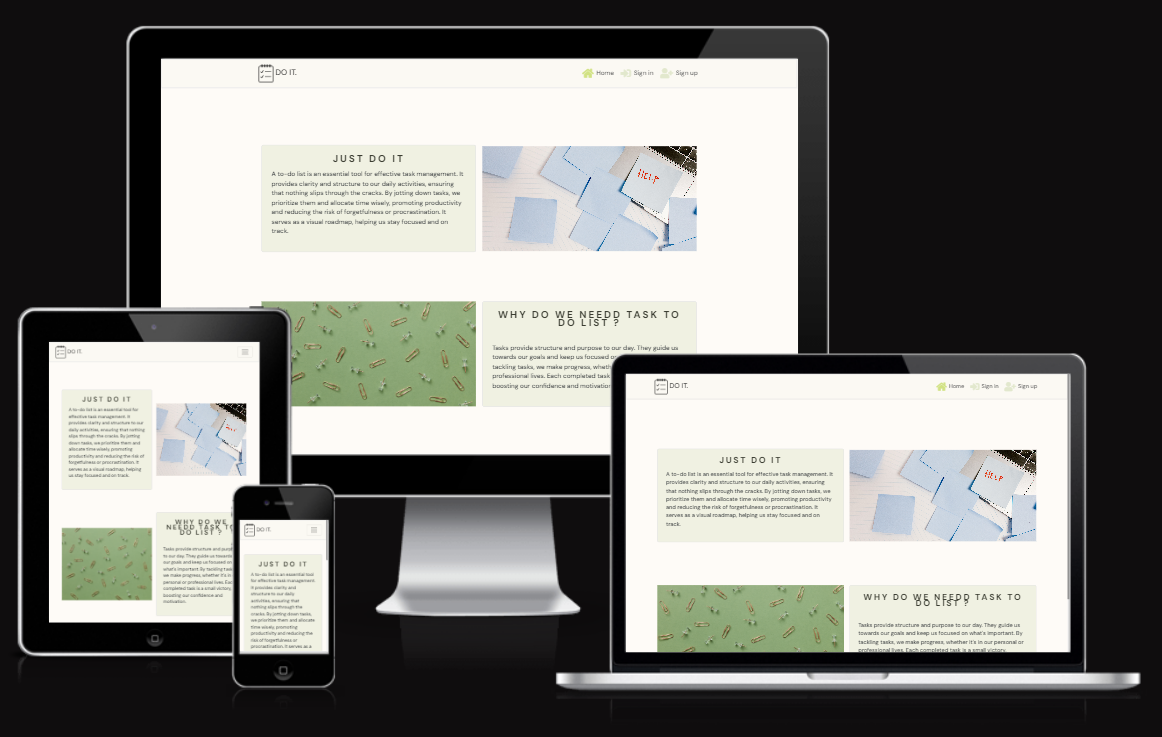 DO IT.
Home Sign in Sign up
JUST DO IT
A to-do list is an essential tool for effective task management. It
provides clarity and structure to our daily activities, ensuring
that nothing slips through the cracks. By jotting down tasks, we
prioritize them and allocate time wisely, promoting productivity
and reducing the risk of forgetfulness or procrastination. It
serves as a visual roadmap, helping us stay focused and on
track.
HELP
WHY DO WE NEEDD TASK TO
DO LIST ?
Tasks provide structure and purpose to our day. They guide us
towards our goals and keep us focused on
tackling tasks, we make progress, wheth
professional lives. Each completed task
boosting our confidence and motivation
DO IT.
JUST DO IT
A to-do list is an essential tool for
effective task management. It
provides clarity and structure to our
daily activities, ensuring that nothing
slips through the cracks. By jotting
down tasks, we prioritize them and
allocate time wisely, promoting
productivity and reducing the risk of
forgetfulness or procrastination. It
serves as a visual roadmap, helping
us stay focused and on track.
HELP
WHY DO WE
NEEDD TASK TO
DO LIST ?
Tasks provide structure and purpose
to our day. They guide us towards
our goals and keep us focused on
what's important. By tackling tasks,
we make progress, whether it's in our
personal or professional lives. Each
completed task is a small victory,
boosting our confidence and
motivation.
DO IT.
JUST DO IT
A to-do list is an essential tool
for effective task management.
It provides clarity and
structure to our daily
activities, ensuring that
nothing slips through the
cracks. By jotting down tasks,
we prioritize them and allocate
time wisely, promoting
productivity and reducing the
risk of forgetfulness or
procrastination. It serves as a
DO IT.
Home Sign in Sign up
JUST DO IT
A to-do list is an essential tool for effective task management. It
provides clarity and structure to our daily activities, ensuring
that nothing slips through the cracks. By jotting down tasks, we
prioritize them and allocate time wisely, promoting productivity
and reducing the risk of forgetfulness or procrastination. It
serves as a visual roadmap, helping us stay focused and on
track.
HELP
WHY DO WE NEEDD TASK TO
DO LIST ?
Tasks provide structure and purpose to our day. They guide us
towards our goals and keep us focused on what's important. By
tackling tasks, we make progress, whether it's in our personal or
professional lives. Each completed task is a small victory,